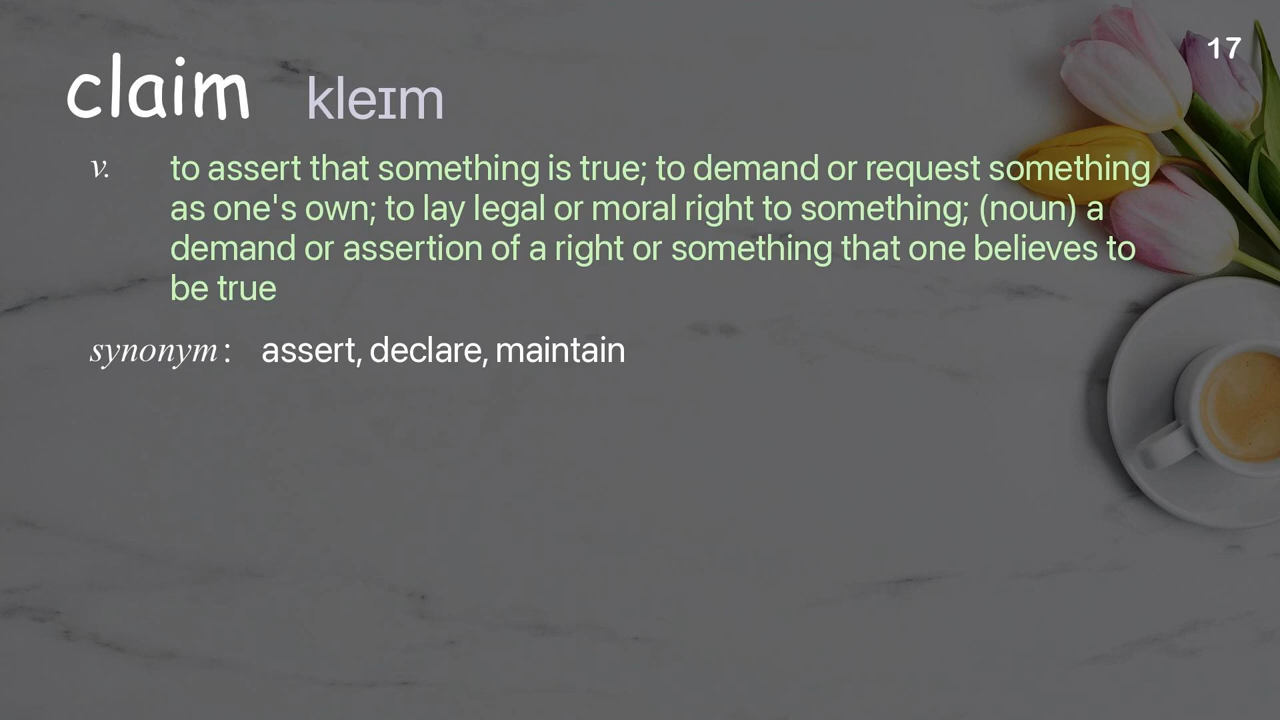 17
claim kleɪm
v. to assert that something is true; to demand or request something
as one's own; to lay legal or moral right to something; (noun) a
demand or assertion of a right or something that one believes to
be true
synonym: assert, declare, maintain